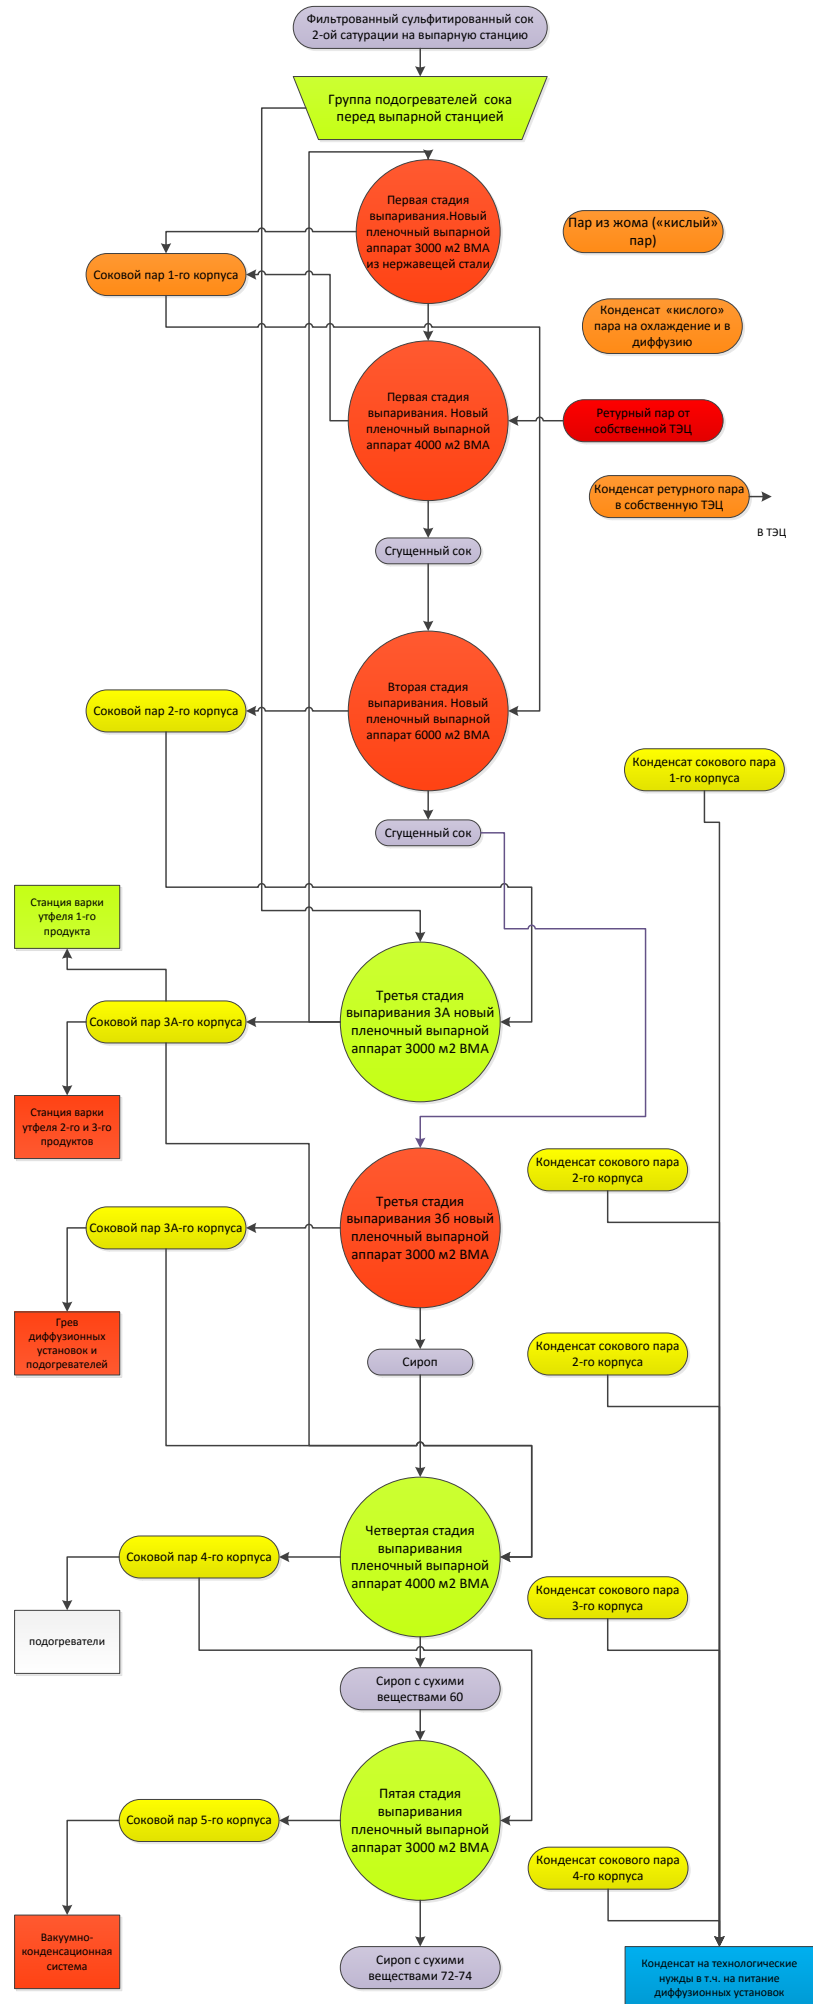 Фильтрованный сульфитированный сок
2-ой сатурации на выпарную станцию
Группа подогревателей сока
перед выпарной станцией
Первая стадия
выпаривания.Новый
пленочный выпарной
аппарат 3000 м2 ВМА
из нержавещей стали
Пар из жома («кислый»
пар)
Соковой пар 1-го корпуса
Конденсат «кислого»
пара на охлаждение и в
диффузию
Первая стадия
выпаривания. Новый
пленочный выпарной
аппарат 4000 м2 ВМА
Ретурный пар от
собственной ТЭЦ
Конденсат ретурного пара
в собственную ТЭЦ
В ТЭЦ
Сгущенный сок
Вторая стадия
выпаривания. Новый
пленочный выпарной
аппарат 6000 м2 ВМА
Соковой пар 2-го корпуса
Конденсат сокового пара
1-го корпуса
Сгущенный сок
Станция варки
утфеля 1-го
продукта
Третья стадия
выпаривания 3А новый
пленочный выпарной
аппарат 3000 м2 ВМА
Соковой пар 3А-го корпуса
Станция варки
утфеля 2-го и 3-го
продуктов
Конденсат сокового пара
2-го корпуса
Третья стадия
выпаривания 3б новый
пленочный выпарной
аппарат 3000 м2 ВМА
Соковой пар 3А-го корпуса
Грев
диффузионных
установок и
подогревателей
Сироп
Конденсат сокового пара
2-го корпуса
Четвертая стадия
выпаривания
пленочный выпарной
аппарат 4000 м2 ВМА
Соковой пар 4-го корпуса
Конденсат сокового пара
3-го корпуса
подогреватели
Сироп с сухими
веществами 60
Пятая стадия
выпаривания
пленочный выпарной
аппарат 3000 м2 ВМА
Соковой пар 5-го корпуса
Конденсат сокового пара
4-го корпуса
Вакуумно-
конденсационная
система
Сироп с сухими
веществами 72-74
Конденсат на технологические
нужды в т.ч. на питание
диффузионных установок